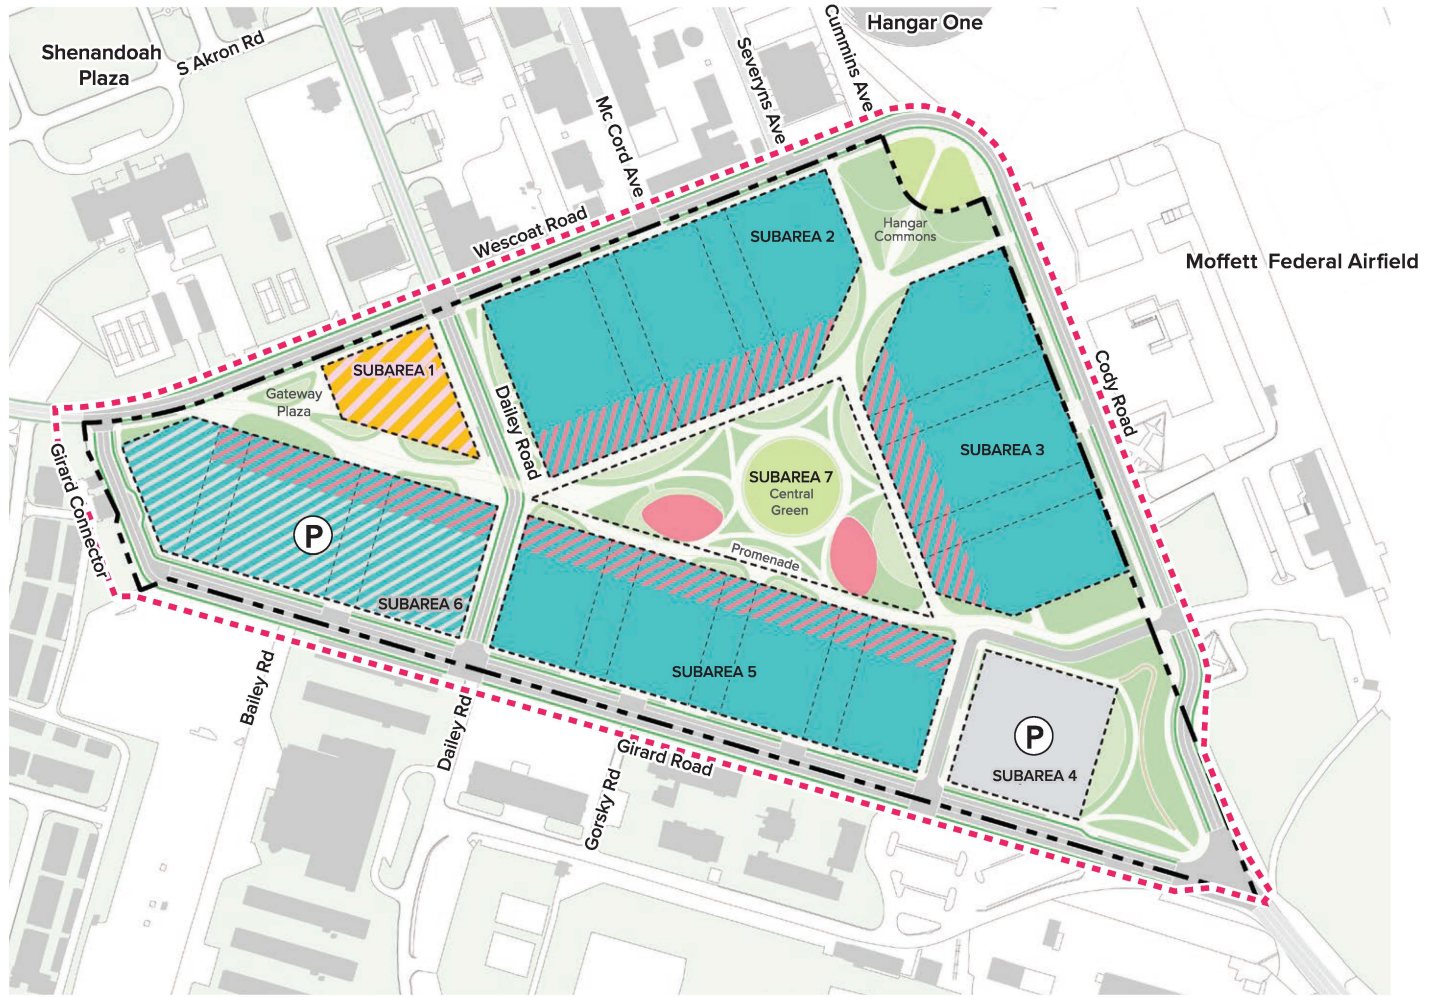 Hangar One
Shenandoah
Plaza
S Akron Rd
Cummins Ave
Severyns Ave
Mc Cord Ave
Wescoat Road
SUBAREA 2
Hangar
Commons
Moffett Federal Airfield
SUBAREA 1
Gateway
Plaza
Dailey Road
Cody Road
SUBAREA 3
Girard Connector
SUBAREA 7
Central
Green
P
Promenade
SUBAREA 6
SUBAREA 5
Bailey Rd
Dailey Rd
Girard Road
Gorsky Rd
P
SUBAREA 4